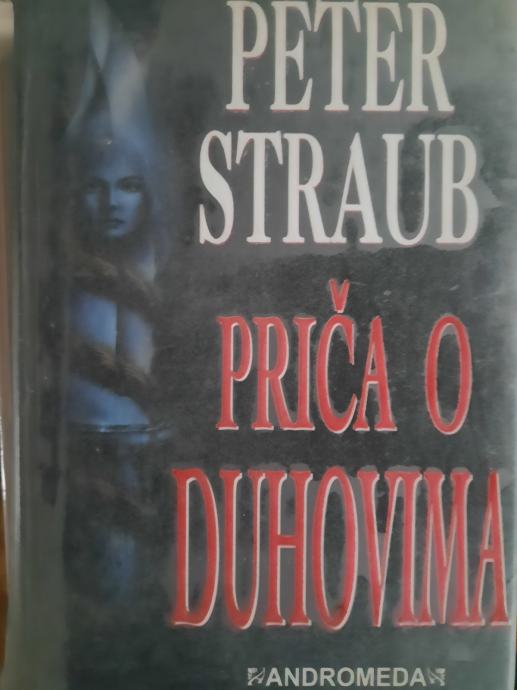 PETER
STRAUB
PRIČA O
DUHOVIMA
ANDROMEDA